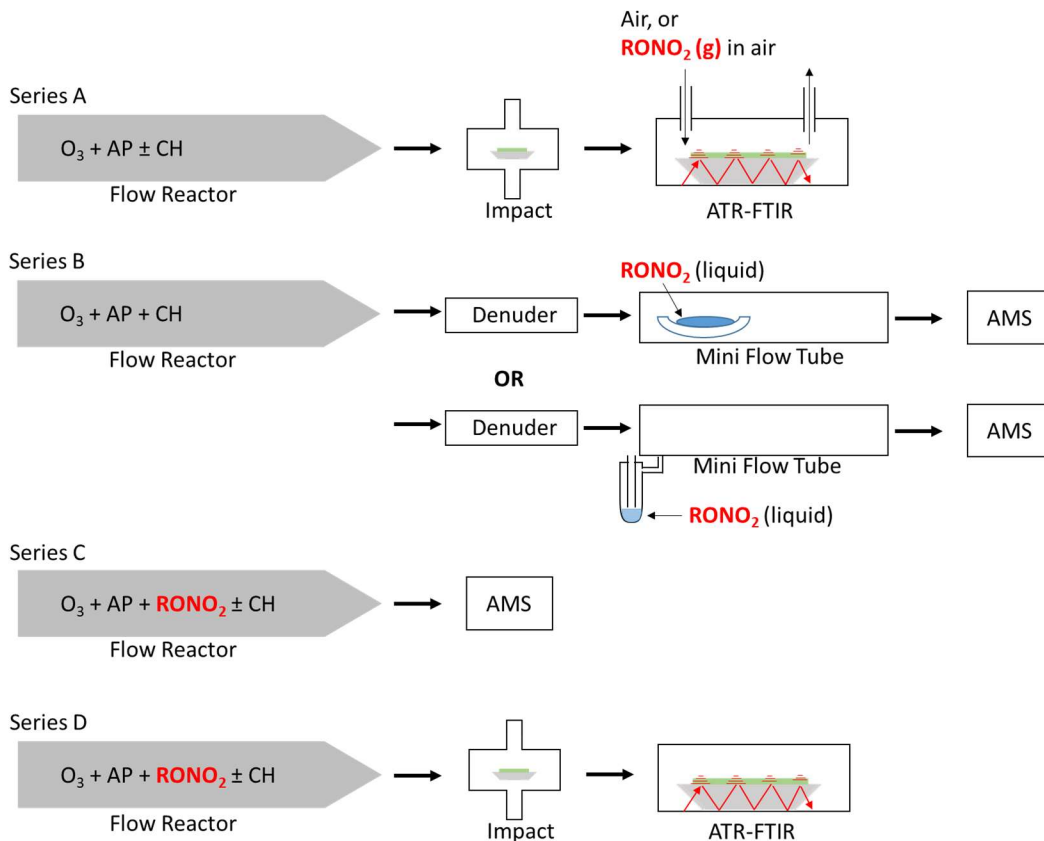 Air, or
RONO₂ (g) in air
Series A
O₃ + AP ± CH
Flow Reactor
Impact
ATR-FTIR
Series B
RONO₂ (liquid)
O₃ + AP + CH
Denuder
AMS
Flow Reactor
Mini Flow Tube
OR
Denuder
AMS
Mini Flow Tube
RONO₂ (liquid)
Series C
O₃ + AP + RONO₂ ± CH
AMS
Flow Reactor
Series D
O₃ + AP + RONO₂ ± CH
Flow Reactor
Impact
ATR-FTIR